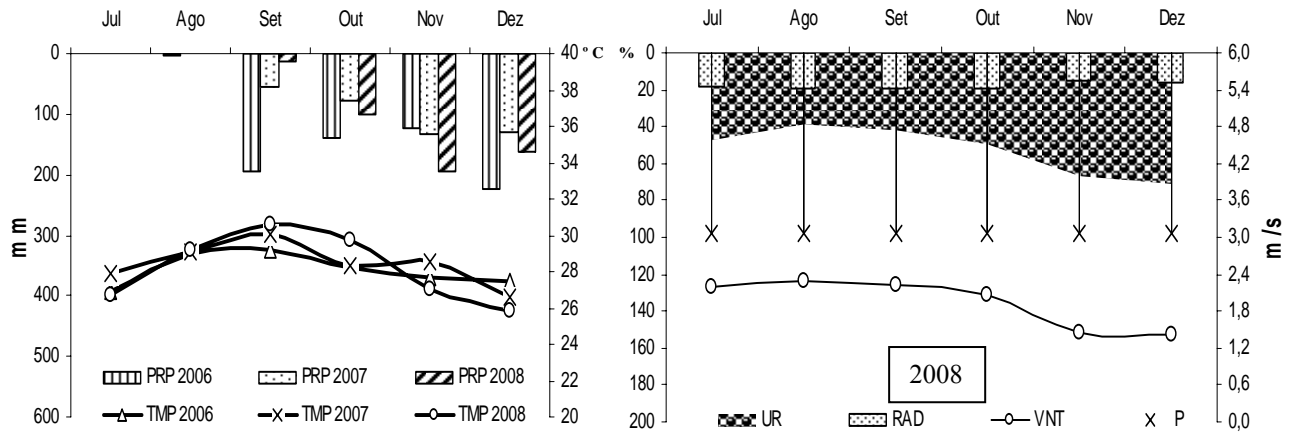 Jul Ago Set Out Nov Dez
0 40 ºC
100 38
200 36
300 34
400 32
500 30
600 28
26
24
22
20
mm
PRP 2006 PRP 2007 PRP 2008
TMP 2006 TMP 2007 TMP 2008
Jul Ago Set Out Nov Dez
% 0 6,0
20 5,4
40 4,8
60 4,2
80 3,6
100 3,0
120 2,4
140 1,8
160 1,2
180 0,6
200 0,0
m/s
2008
UR RAD VNT P